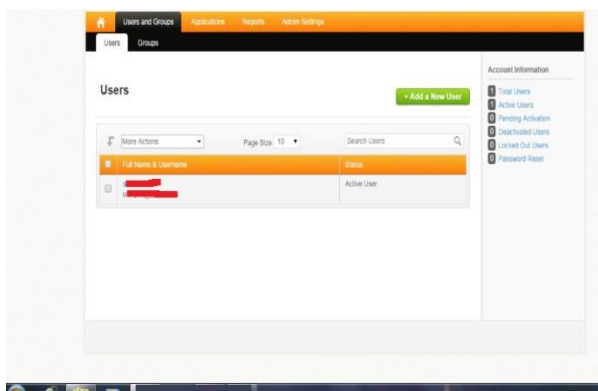 Users and Groups Applications Reports Admin Settings
Users Groups
Users
+ Add a New User
More Actions
Page Size 10
Search Users
Full Name & Username
Status
Active User
Account Information
1 Total Users
1 Active Users
0 Pending Activation
0 Deactivated Users
0 Locked Out Users
0 Password Reset